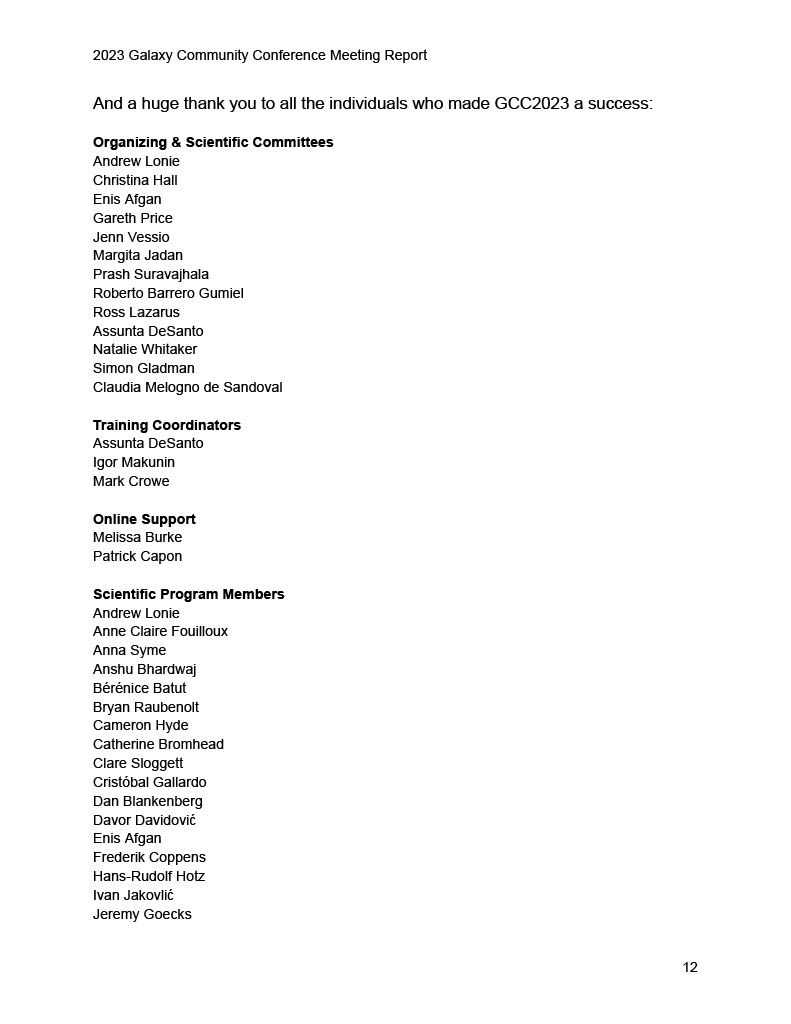 2023 Galaxy Community Conference Meeting Report
And a huge thank you to all the individuals who made GCC2023 a success:
Organizing & Scientific Committees
Andrew Lonie
Christina Hall
Enis Afgan
Gareth Price
Jenn Vessio
Margita Jadan
Prash Suravajhala
Roberto Barrero Gumiel
Ross Lazarus
Assunta DeSanto
Natalie Whitaker
Simon Gladman
Claudia Melogno de Sandoval
Training Coordinators
Assunta DeSanto
Igor Makunin
Mark Crowe
Online Support
Melissa Burke
Patrick Capon
Scientific Program Members
Andrew Lonie
Anne Claire Fouilloux
Anna Syme
Anshu Bhardwaj
Bérénice Batut
Bryan Raubenolt
Cameron Hyde
Catherine Bromhead
Clare Sloggett
Cristóbal Gallardo
Dan Blankenberg
Davor Davidović
Enis Afgan
Frederik Coppens
Hans-Rudolf Hotz
Ivan Jakovlić
Jeremy Goecks
12